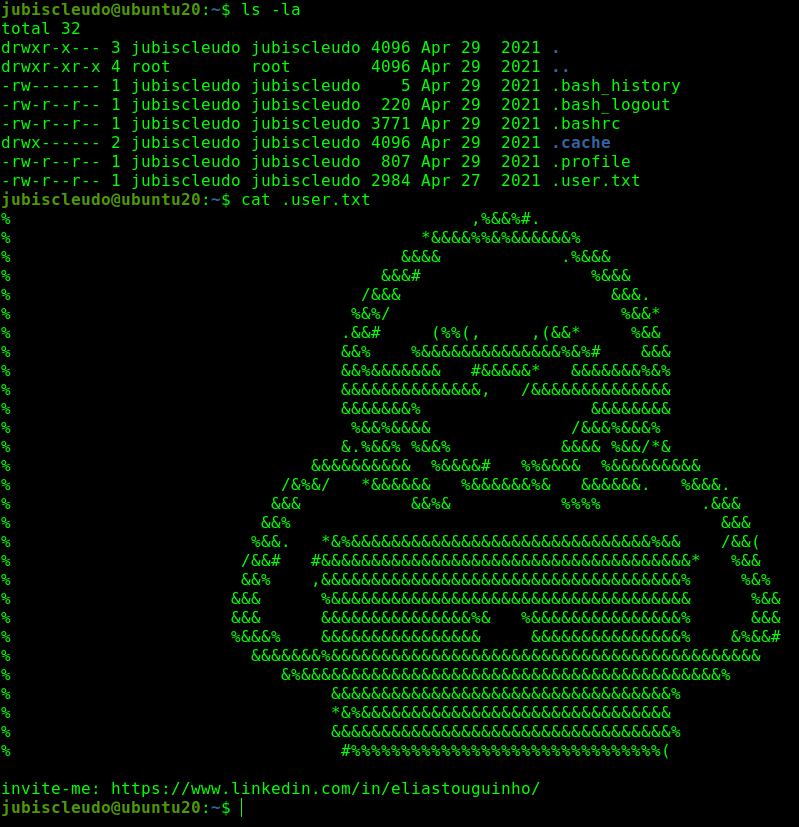 jubiscleudo@ubuntu20:~$ ls -la
total 32
drwxr-x--- 3 jubiscleudo jubiscleudo 4096 Apr 29  2021 .
drwxr-xr-x 4 root        root        4096 Apr 29  2021 ..
-rw------- 1 jubiscleudo jubiscleudo    5 Apr 29  2021 .bash_history
-rw-r--r-- 1 jubiscleudo jubiscleudo  220 Apr 29  2021 .bash_logout
-rw-r--r-- 1 jubiscleudo jubiscleudo 3771 Apr 29  2021 .bashrc
drwx------ 2 jubiscleudo jubiscleudo 4096 Apr 29  2021 .cache
-rw-r--r-- 1 jubiscleudo jubiscleudo  807 Apr 29  2021 .profile
-rw-r--r-- 1 jubiscleudo jubiscleudo 2984 Apr 27  2021 .user.txt
jubiscleudo@ubuntu20:~$ cat .user.txt
%                                              ,%&&%#.
%                                         *&&&&%%&%&&&&&&%
%                                       &&&&            .%&&&
%                                     &&&#                 %&&&
%                                   /&&&                     &&&.
%                                  %&%/                       %&&*
%                                 .&&#     (%%(,     ,(&&*     %&&
%                                 &&%    %&&&&&&&&&&&&&&%&%#    &&&
%                                 &&%&&&&&&&   #&&&&&*   &&&&&&&%&%
%                                 &&&&&&&&&&&&&&,   /&&&&&&&&&&&&&&
%                                 &&&&&&&%                 &&&&&&&&
%                                  %&&%&&&&              /&&&%&&&%
%                                 &.%&&% %&&%           &&&& %&&/*&
%                              &&&&&&&&&&  %&&&&#   %%&&&&  %&&&&&&&&&
%                           /&%&/   *&&&&&&   %&&&&&&%&   &&&&&&.   %&&&.
%                          &&&           &&%&           %%%%          .&&&
%                         &&%                                           &&&
%                        %&&.   *&%&&&&&&&&&&&&&&&&&&&&&&&&&&&&&&%&&    /&&(
%                       /&&#   #&&&&&&&&&&&&&&&&&&&&&&&&&&&&&&&&&&&&&*   %&&
%                       &&%    ,&&&&&&&&&&&&&&&&&&&&&&&&&&&&&&&&&&&&%     %&%
%                      &&&      %&&&&&&&&&&&&&&&&&&&&&&&&&&&&&&&&&&&&      %&&
%                      &&&      &&&&&&&&&&&&&&&%&   %&&&&&&&&&&&&&&&%      &&&
%                      %&&&%    &&&&&&&&&&&&&&&&     &&&&&&&&&&&&&&&%    &%&&#
%                        &&&&&&&%&&&&&&&&&&&&&&&&&&&&&&&&&&&&&&&&&&&&&&&&&&&
%                           &%&&&&&&&&&&&&&&&&&&&&&&&&&&&&&&&&&&&&&&&&&&%
%                                &&&&&&&&&&&&&&&&&&&&&&&&&&&&&&&&&&%
%                                *&%&&&&&&&&&&&&&&&&&&&&&&&&&&&&&&&
%                                &&&&&&&&&&&&&&&&&&&&&&&&&&&&&&&&&&%
%                                 #%%%%%%%%%%%%%%%%%%%%%%%%%%%%%%%(
invite-me: https://www.linkedin.com/in/eliastouguinho/
jubiscleudo@ubuntu20:~$